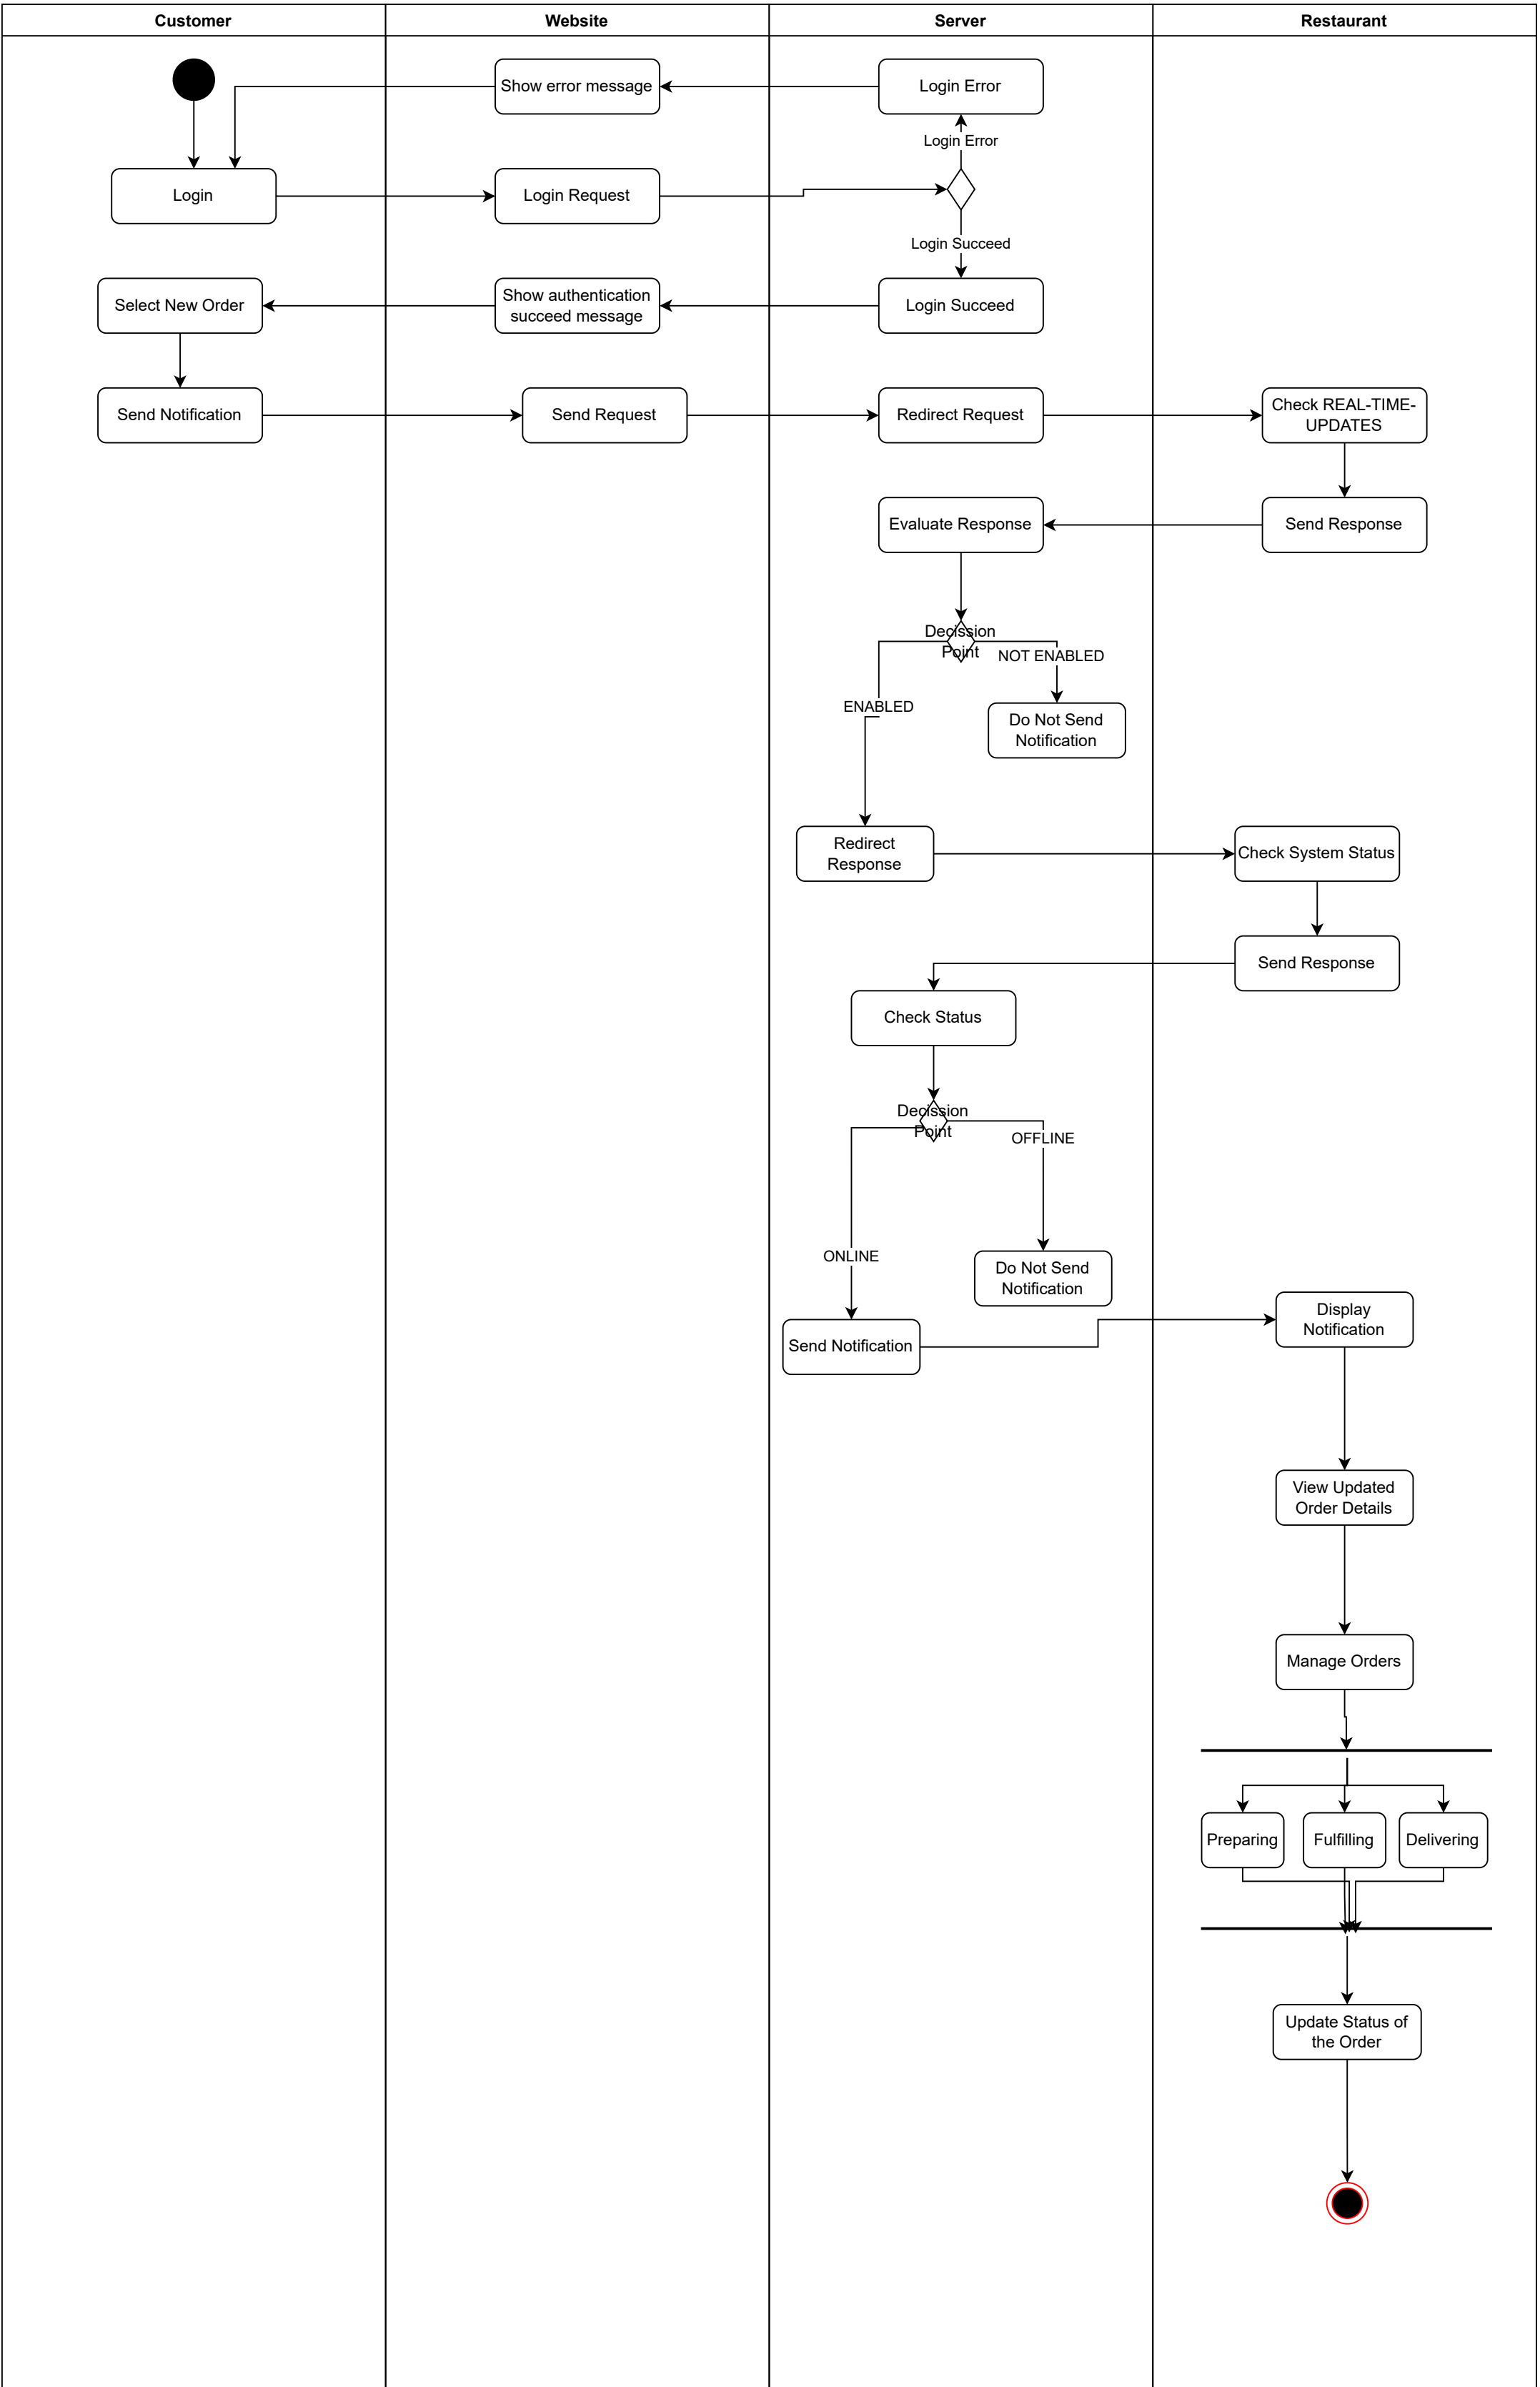 Customer
Website
Server
Restaurant
Show error message
Login Error
Login Error
Login
Login Request
Login Succeed
Select New Order
Show authentication
succeed message
Login Succeed
Send Notification
Send Request
Redirect Request
Check REAL-TIME-
UPDATES
Evaluate Response
Send Response
Decission
Point
NOT ENABLED
ENABLED
Do Not Send
Notification
Redirect
Response
Check System Status
Send Response
Check Status
Decission
Point
OFFLINE
ONLINE
Do Not Send
Notification
Display
Notification
Send Notification
View Updated
Order Details
Manage Orders
Preparing
Fulfilling
Delivering
Update Status of
the Order